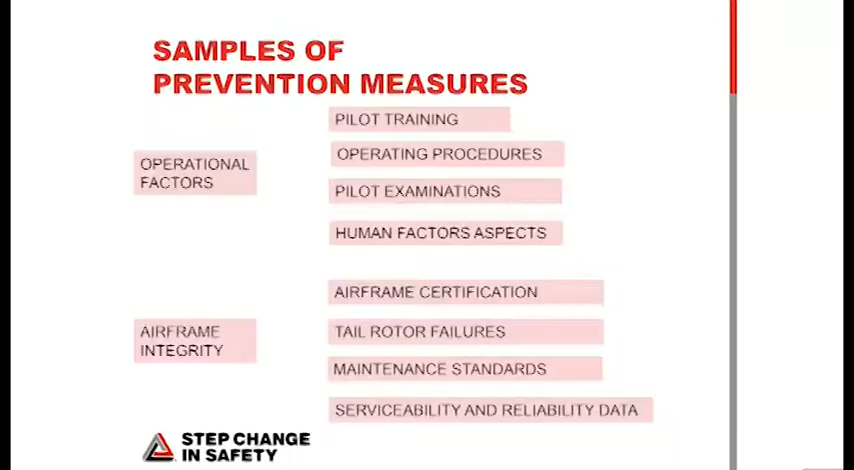 SAMPLES OF
PREVENTION MEASURES
OPERATIONAL
FACTORS
PILOT TRAINING
OPERATING PROCEDURES
PILOT EXAMINATIONS
HUMAN FACTORS ASPECTS
AIRFRAME
INTEGRITY
AIRFRAME CERTIFICATION
TAIL ROTOR FAILURES
MAINTENANCE STANDARDS
SERVICEABILITY AND RELIABILITY DATA
STEP CHANGE
IN SAFETY